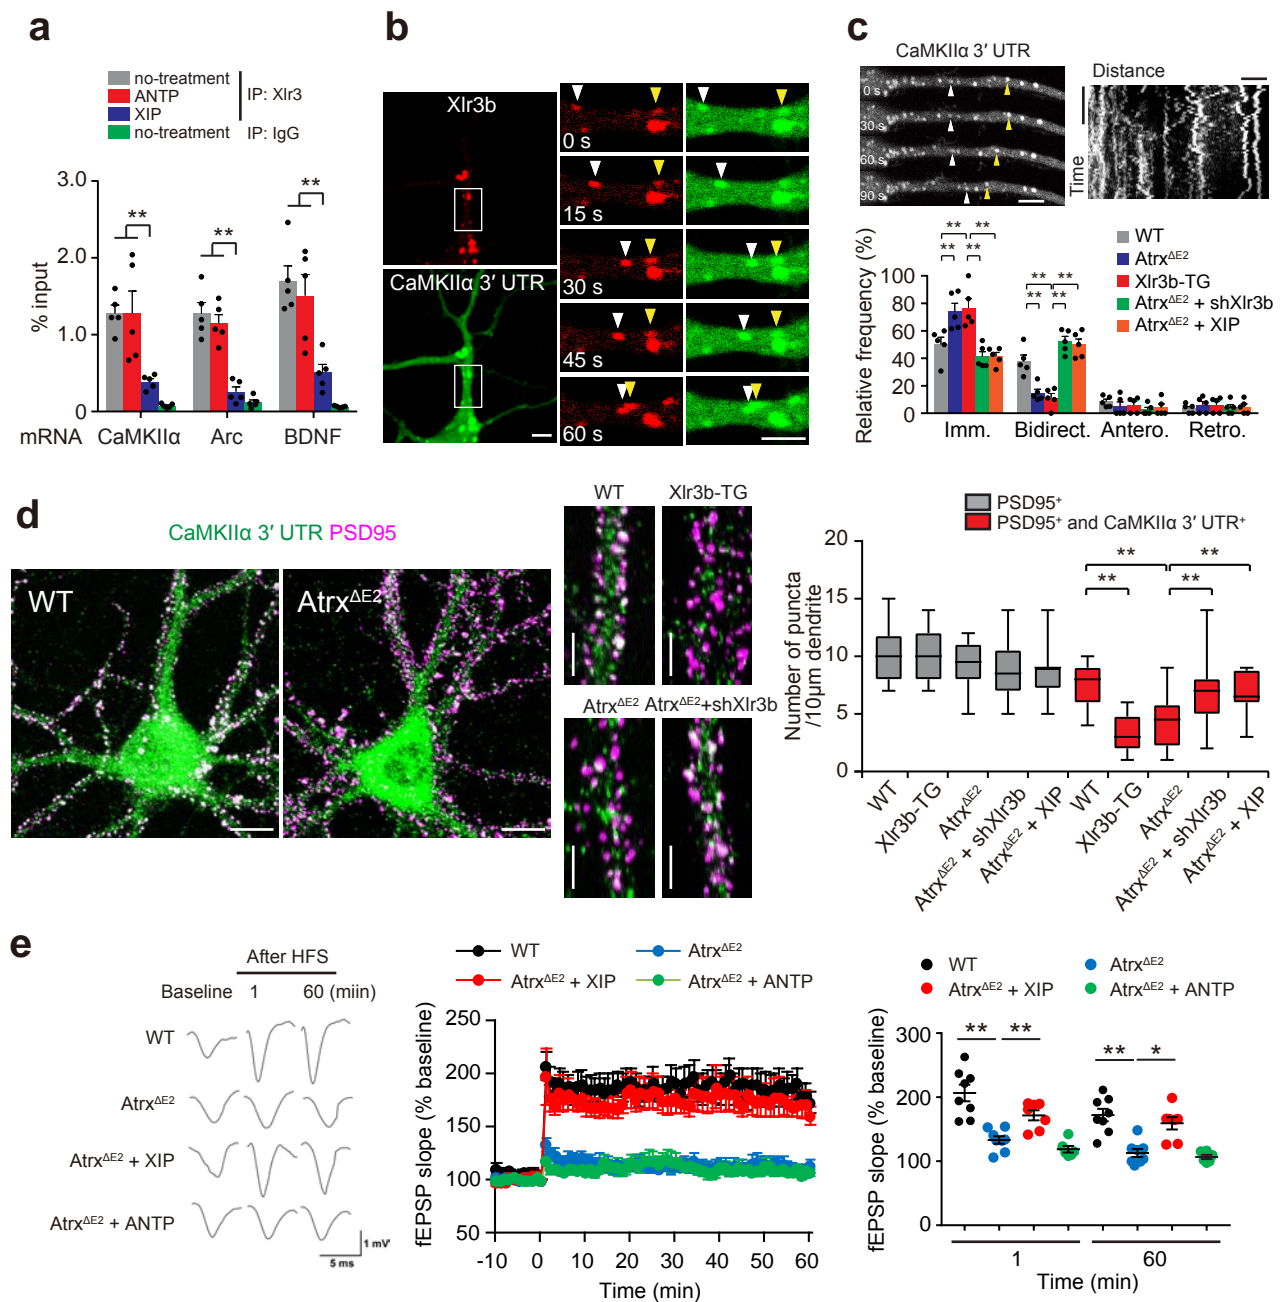 a
no-treatment
ANTP
XIP
IP: Xlr3
no-treatment IP: IgG
3.0
2.0
1.0
0
% input
**
**
**
mRNA CaMKIIα Arc BDNF
b
Xlr3b
CaMKIIα 3′ UTR
0 s
15 s
30 s
45 s
60 s
c
CaMKIIα 3′ UTR
0 s
30 s
60 s
90 s
Distance
Time
WT
Atrx^ΔE2
Xlr3b-TG
Atrx^ΔE2 + shXlr3b
Atrx^ΔE2 + XIP
Relative frequency (%)
100
80
60
40
20
0
** **
** **
** **
** **
Imm. Bidirect. Antero. Retro.
d
CaMKIIα 3′ UTR PSD95
WT
Atrx^ΔE2
WT Xlr3b-TG
Atrx^ΔE2 Atrx^ΔE2+shXlr3b
PSD95+
PSD95+ and CaMKIIα 3′ UTR+
Number of puncta
/10µm dendrite
20
15
10
5
0
** **
** **
WT
Xlr3b-TG
Atrx^ΔE2
Atrx^ΔE2 + shXlr3b
Atrx^ΔE2 + XIP
WT
Xlr3b-TG
Atrx^ΔE2
Atrx^ΔE2 + shXlr3b
Atrx^ΔE2 + XIP
e
After HFS
Baseline 1 60 (miin)
WT
Atrx^ΔE2
Atrx^ΔE2 + XIP
Atrx^ΔE2 + ANTP
1 mV
5 ms
WT Atrx^ΔE2
Atrx^ΔE2 + XIP Atrx^ΔE2 + ANTP
fEPSP slope (% baseline)
250
200
150
100
50
-10 0 10 20 30 40 50 60
Time (min)
WT Atrx^ΔE2
Atrx^ΔE2 + XIP Atrx^ΔE2 + ANTP
fEPSP slope (% baseline)
300
200
100
0
** **
** *
1 60
Time (min)